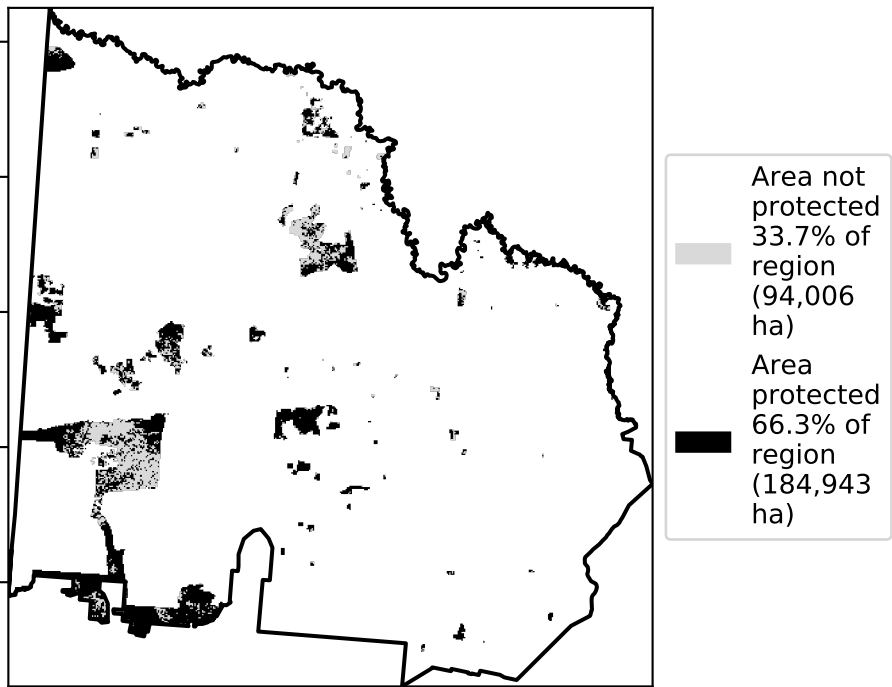 Area not
protected
33.7% of
region
(94,006
ha)
Area
protected
66.3% of
region
(184,943
ha)